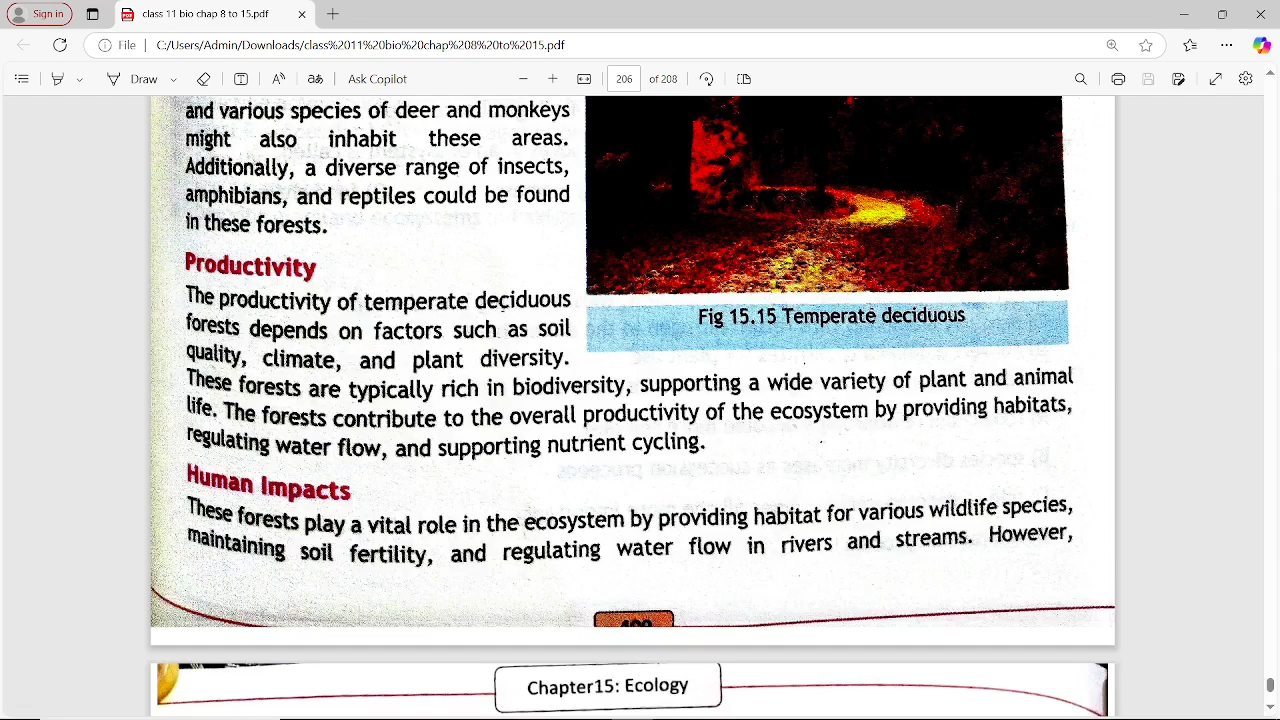 Sign in
class 11 bio chap 8 to 15.pdf
File
C:/Users/Admin/Downloads/class%2011%20bio%20chap%208%20to%2015.pdf
Draw
Ask Copilot
206
of 208
and various species of deer and monkeys
might also inhabit these areas.
Additionally, a diverse range of insects,
amphibians, and reptiles could be found
in these forests.
Fig 15.15 Temperate deciduous
Productivity
The productivity of temperate deciduous
forests depends on factors such as soil
quality, climate, and plant diversity.
These forests are typically rich in biodiversity, supporting a wide variety of plant and animal
life. The forests contribute to the overall productivity of the ecosystem by providing habitats,
regulating water flow, and supporting nutrient cycling.
Human Impacts
These forests play a vital role in the ecosystem by providing habitat for various wildlife species,
maintaining soil fertility, and regulating water flow in rivers and streams. However,
Chapter15: Ecology